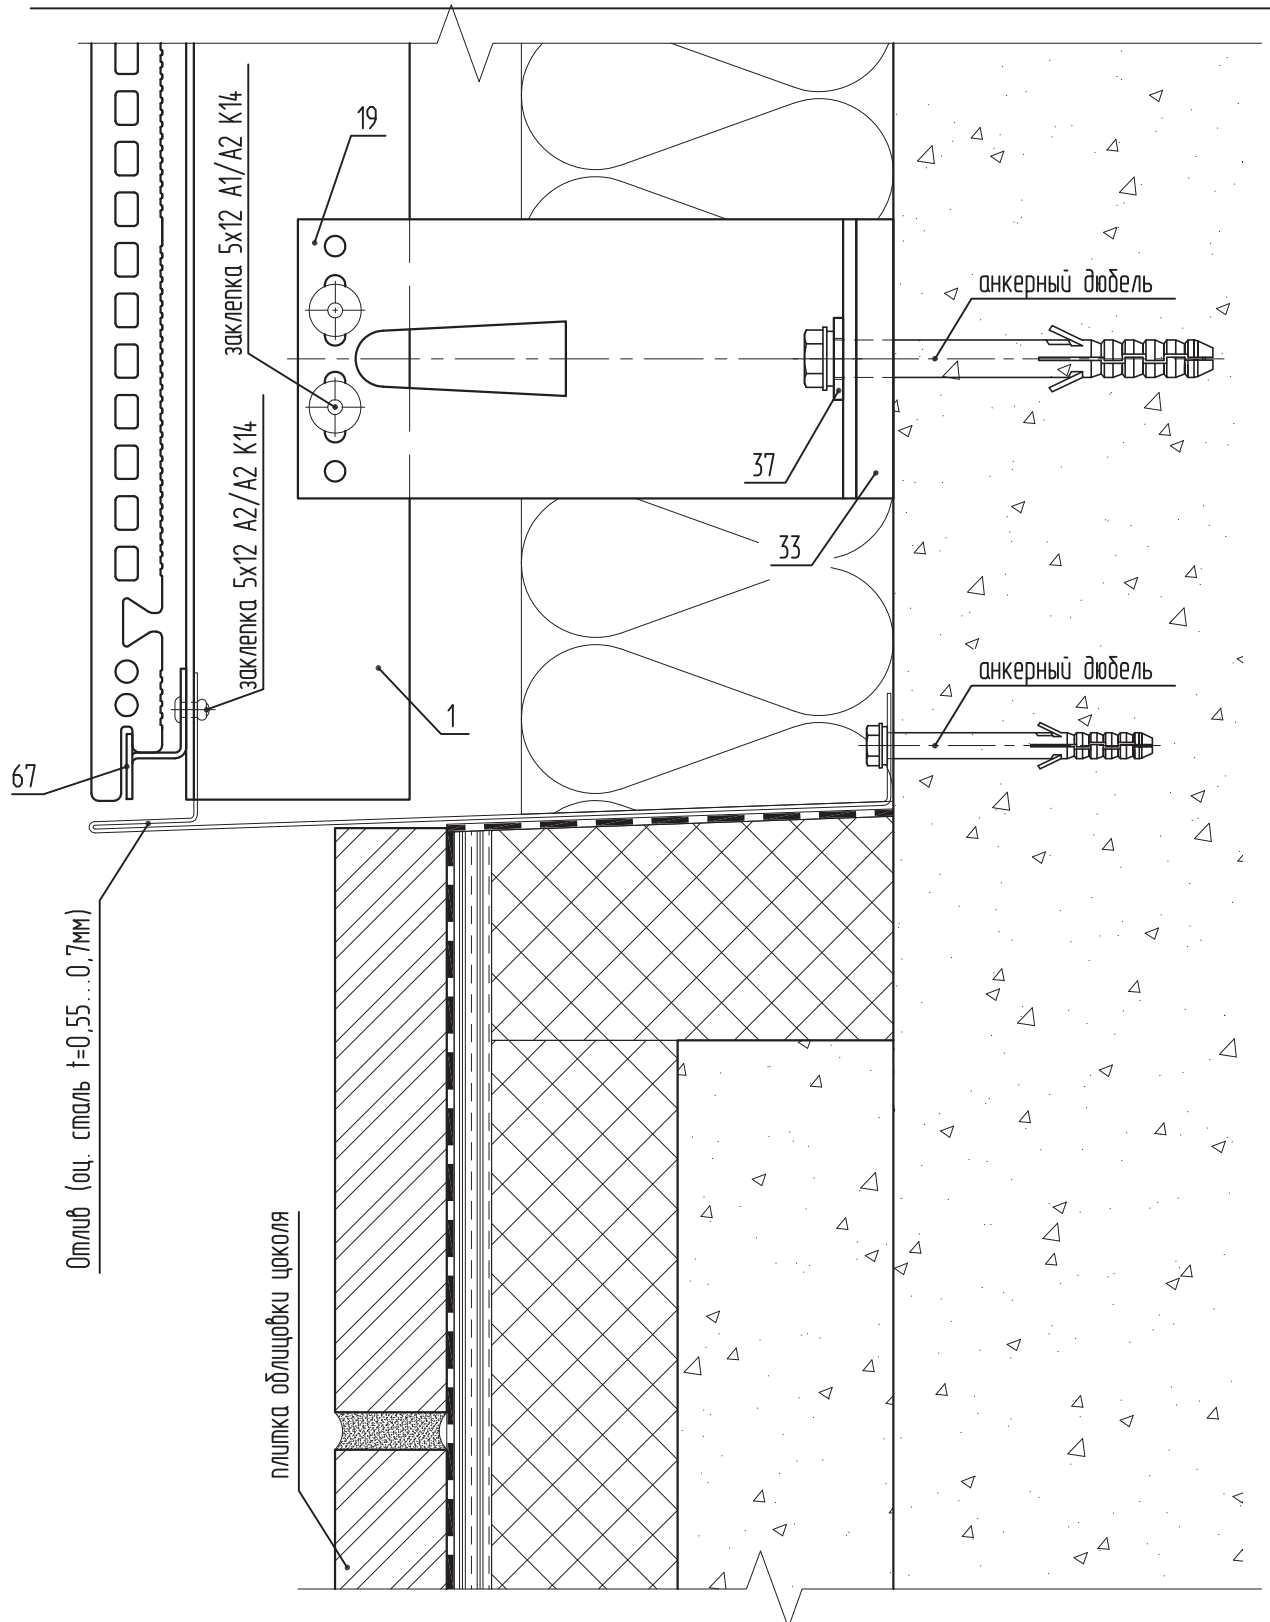 19
заклепка 5х12 А1/А2 К14
анкерный дюбель
37
заклепка 5х12 А2/А2 К14
33
анкерный дюбель
1
67
Отлив (оц. сталь t=0,55...0,7мм)
плитка облицовки цоколя